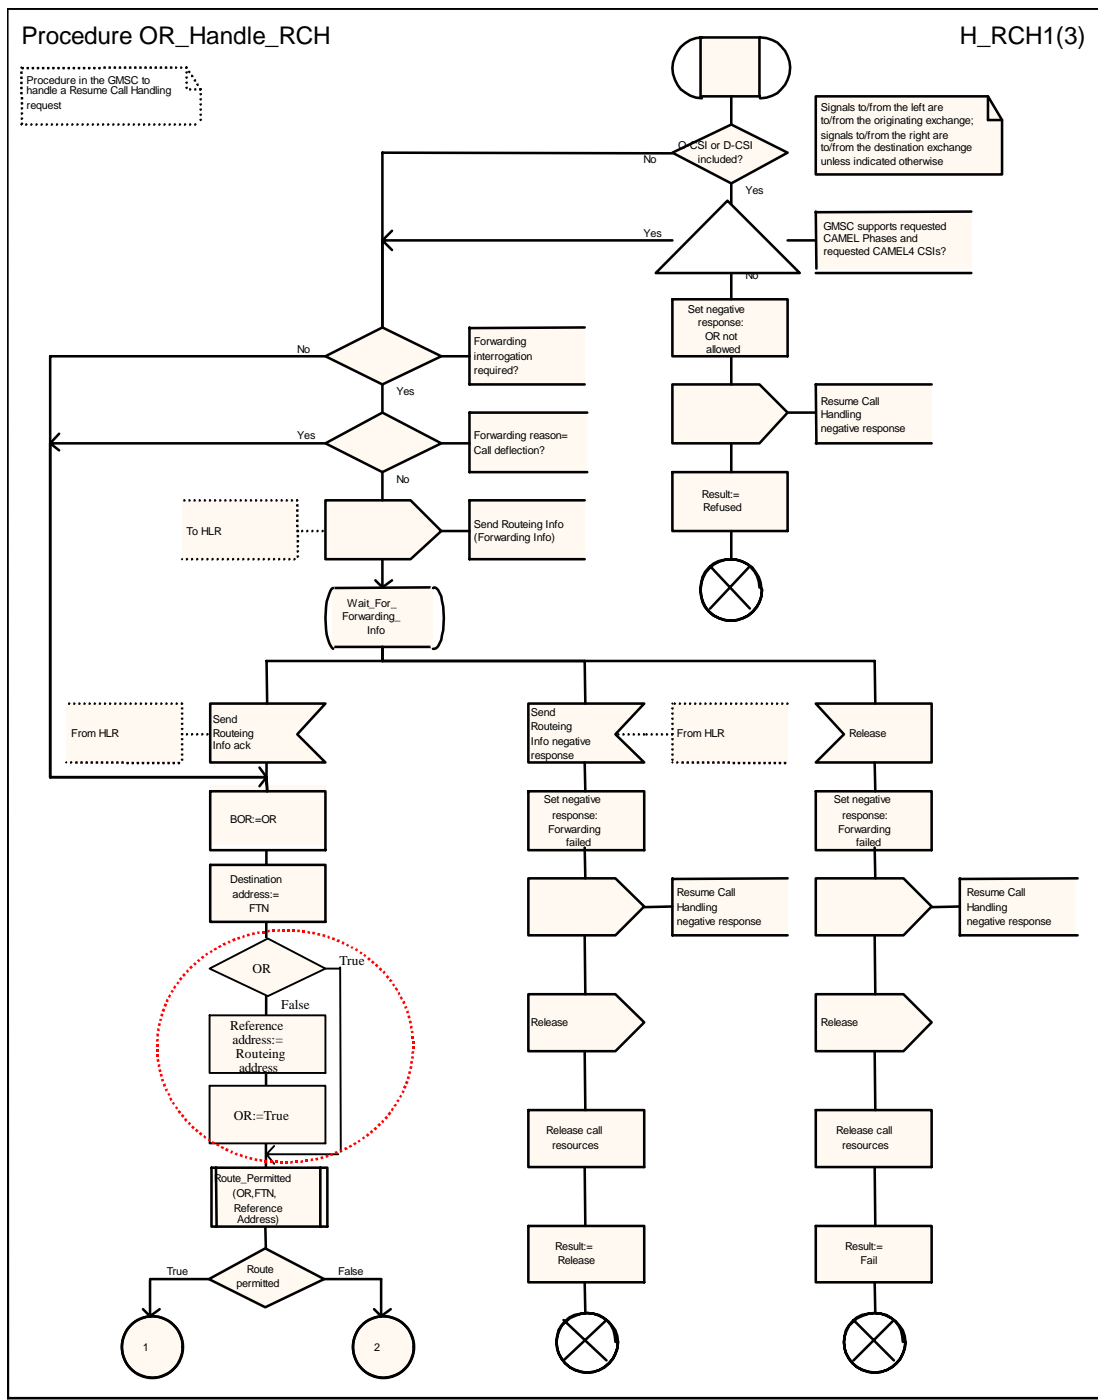 Procedure OR_Handle_RCH
H_RCH1(3)
Procedure in the GMSC to
handle a Resume Call Handling
request
Signals to/from the left are
to/from the originating exchange;
signals to/from the right are
to/from the destination exchange
unless indicated otherwise
O-CSI or D-CSI
included?
No
Yes
Yes
GMSC supports requested
CAMEL Phases and
requested CAMEL4 CSIs?
No
Set negative
response:
OR not
allowed
No
Forwarding
interrogation
required?
Yes
Resume Call
Handling
negative response
Yes
Forwarding reason=
Call deflection?
No
Result:=
Refused
To HLR
Send Routeing Info
(Forwarding Info)
Wait_For_
Forwarding_
Info
From HLR
Send
Routeing
Info ack
Send
Routeing
Info negative
response
From HLR
Release
BOR:=OR
Set negative
response:
Forwarding
failed
Set negative
response:
Forwarding
failed
Destination
address:=
FTN
Resume Call
Handling
negative response
Resume Call
Handling
negative response
OR
True
False
Reference
address:=
Routeing
address
Release
Release
OR:=True
Release call
resources
Release call
resources
Route_Permitted
(OR,FTN,
Reference
Address)
Result:=
Release
Result:=
Fail
True
Route
permitted
False
1
2